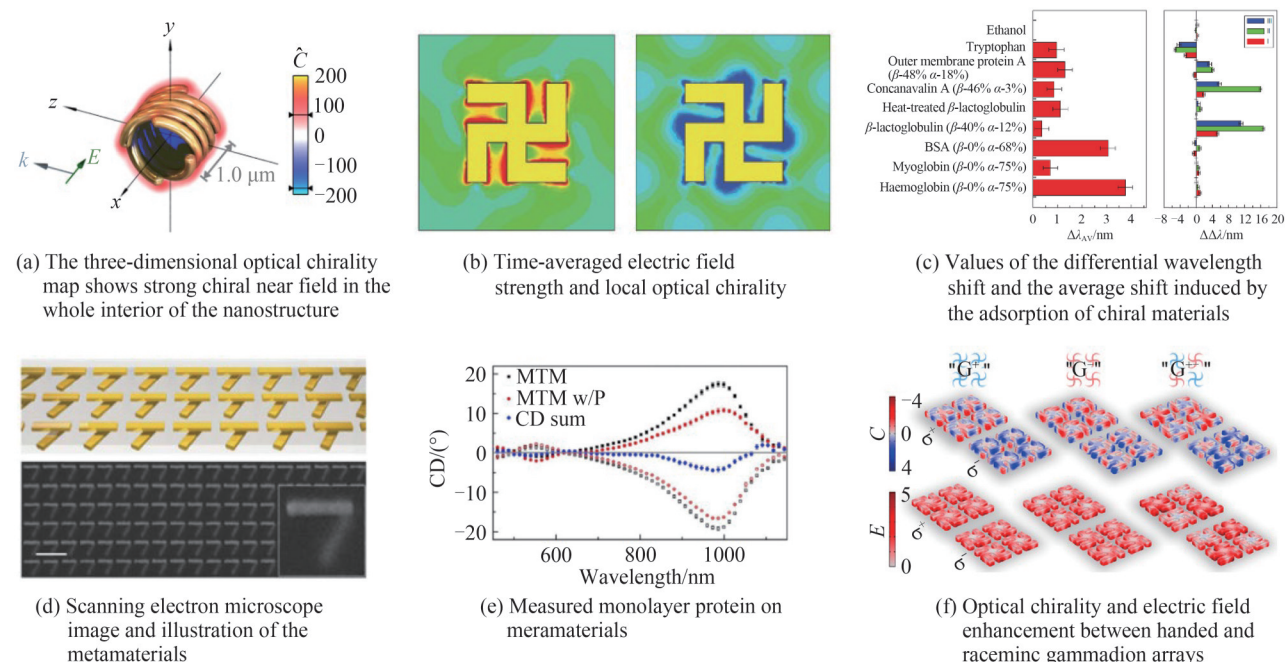 y
z
x
k
E
1.0 μm
Ĉ
200
100
0
−100
−200
(a) The three-dimensional optical chirality
map shows strong chiral near field in the
whole interior of the nanostructure
(b) Time-averaged electric field
strength and local optical chirality
Ethanol
Tryptophan
Outer membrane protein A
(β-48% α-18%)
Concanavalin A (β-46% α-3%)
Heat-treated β-lactoglobulin
β-lactoglobulin (β-40% α-12%)
BSA (β-0% α-68%)
Myoglobin (β-0% α-75%)
Haemoglobin (β-0% α-75%)
0 1 2 3 4
Δλ_AV/nm
−8 −4 0 4 8 12 16 20
ΔΔλ/nm
III
II
I
(c) Values of the differential wavelength
shift and the average shift induced by
the adsorption of chiral materials
(d) Scanning electron microscope
image and illustration of the
metamaterials
MTM
MTM w/P
CD sum
CD/(°)
20
10
0
−10
−20
600 800 1000
Wavelength/nm
(e) Measured monolayer protein on
meramaterials
"G⁺" "G⁻" "G±"
−4
C 0
4
σ⁺
σ⁻
5
E
0
σ⁺
σ⁻
(f) Optical chirality and electric field
enhancement between handed and
raceminc gammadion arrays